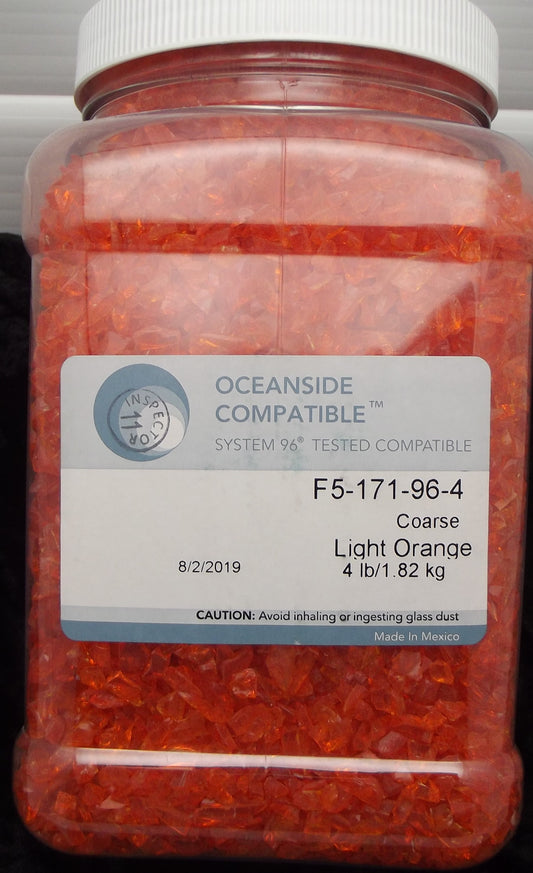 OCEANSIDE
COMPATIBLE™
SYSTEM 96® TESTED COMPATIBLE
INSPECTOR
11
F5-171-96-4
Coarse
Light Orange
8/2/2019
4 lb/1.82 kg
CAUTION: Avoid inhaling or ingesting glass dust
Made In Mexico